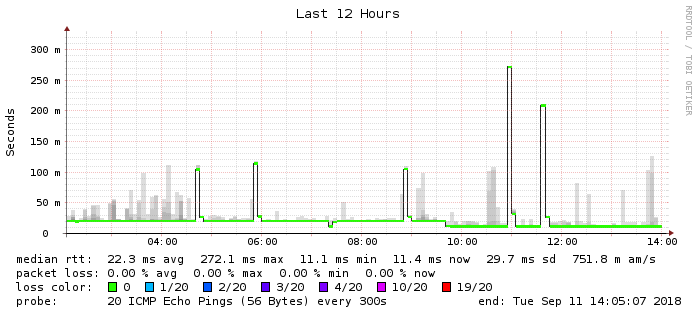 Last 12 Hours
RRDTOOL / TOBI OETIKER
Seconds
300 m
250 m
200 m
150 m
100 m
50 m
0
04:00 06:00 08:00 10:00 12:00 14:00
median rtt: 22.3 ms avg 272.1 ms max 11.1 ms min 11.4 ms now 29.7 ms sd 751.8 m am/s
packet loss: 0.00 % avg 0.00 % max 0.00 % min 0.00 % now
loss color: 0 1/20 2/20 3/20 4/20 10/20 19/20
probe: 20 ICMP Echo Pings (56 Bytes) every 300s end: Tue Sep 11 14:05:07 2018